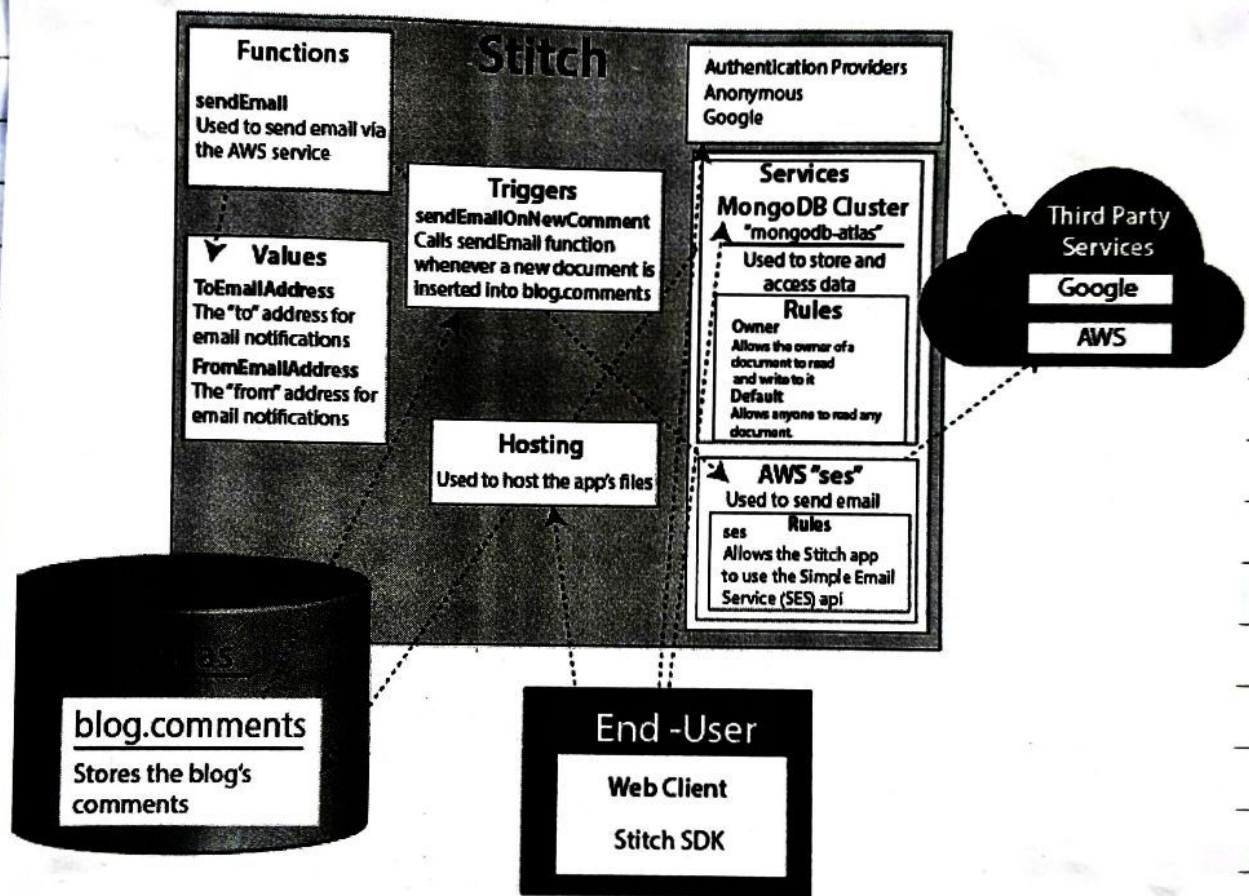 Stitch
Functions
sendEmail
Used to send email via
the AWS service
Values
ToEmailAddress
The "to" address for
email notifications
FromEmailAddress
The "from" address for
email notifications
Triggers
sendEmailOnNewComment
Calls sendEmail function
whenever a new document is
inserted into blog.comments
Hosting
Used to host the app's files
Authentication Providers
Anonymous
Google
Services
MongoDB Cluster
"mongodb-atlas"
Used to store and
access data
Rules
Owner
Allows the owner of a
document to read
and write to it
Default
Allows anyone to read any
document.
AWS "ses"
Used to send email
Rules
ses
Allows the Stitch app
to use the Simple Email
Service (SES) api
Third Party
Services
Google
AWS
blog.comments
Stores the blog's
comments
End -User
Web Client
Stitch SDK